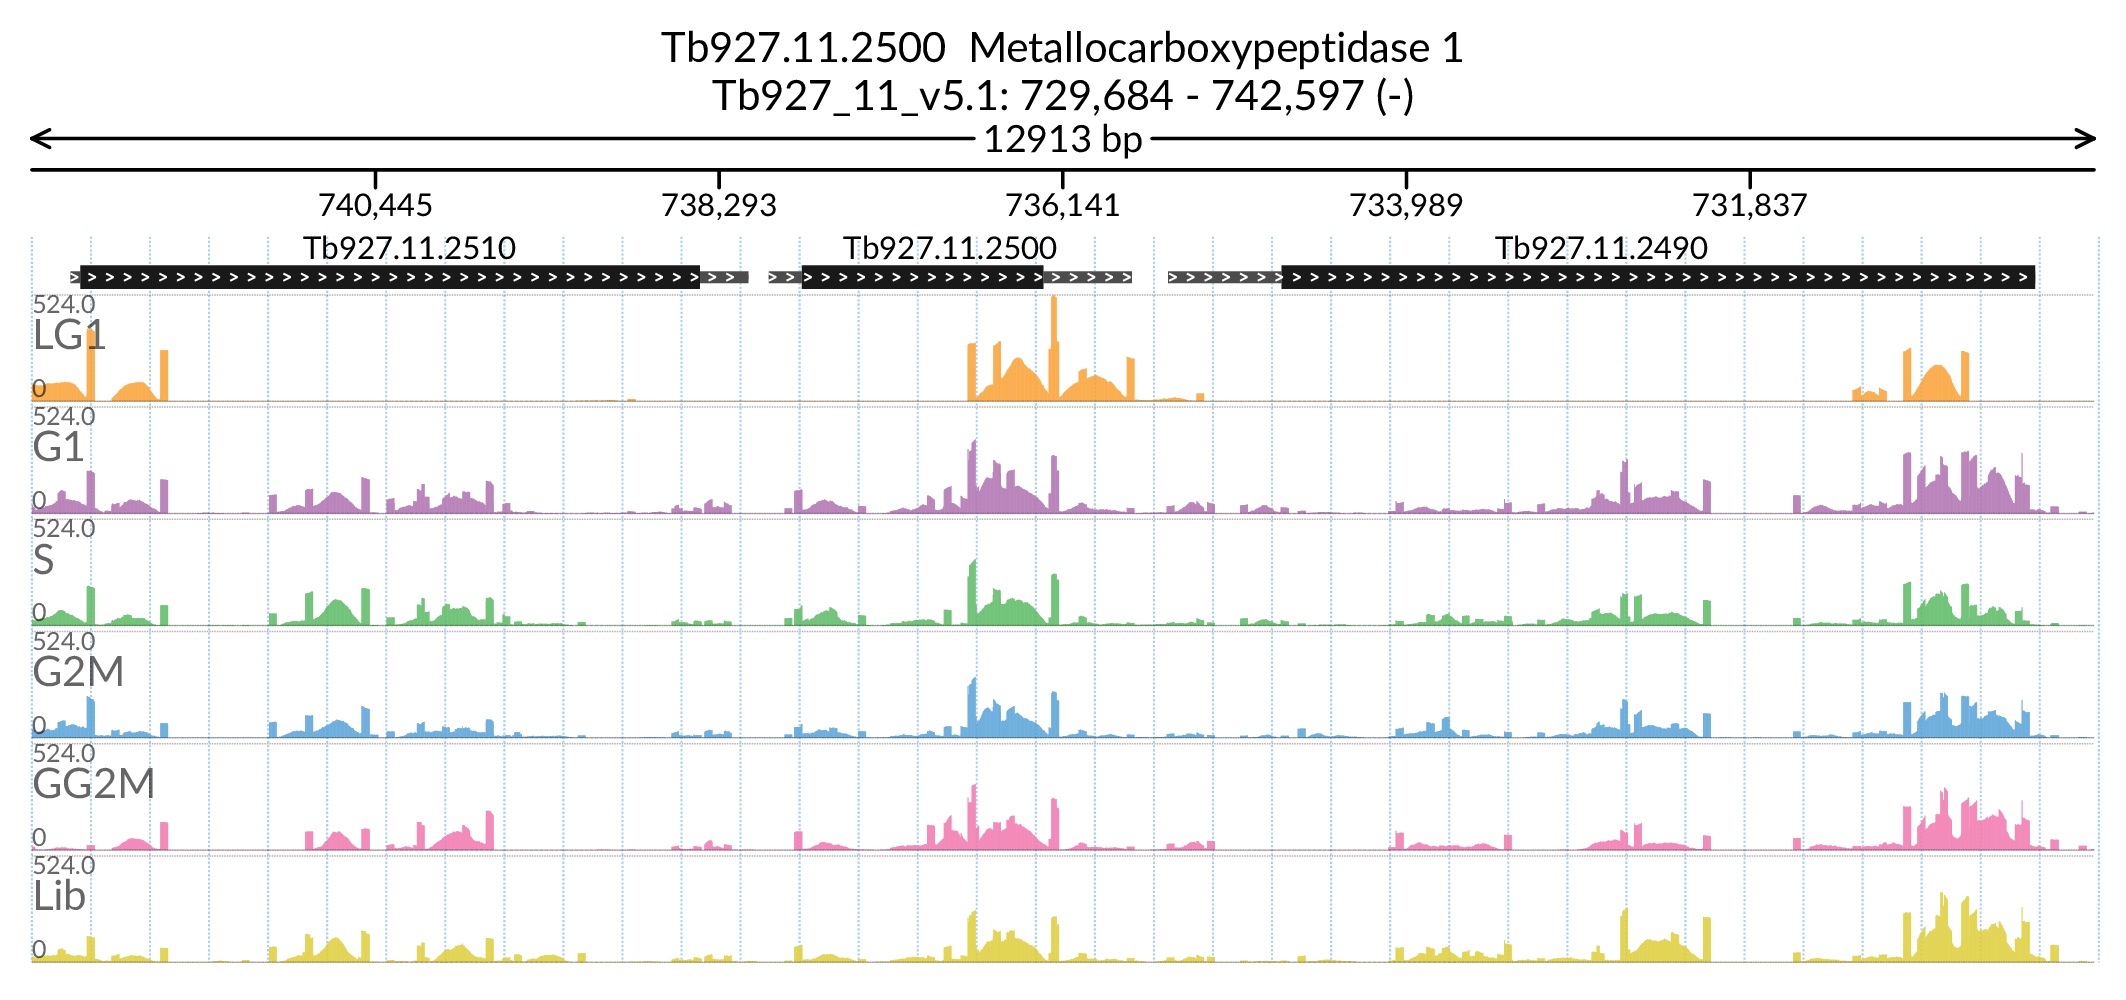 Tb927.11.2500  Metallocarboxypeptidase 1
Tb927_11_v5.1: 729,684 - 742,597 (-)
12913 bp
740,445 738,293 736,141 733,989 731,837
Tb927.11.2510 Tb927.11.2500 Tb927.11.2490
524.0
LG1
0
524.0
G1
0
524.0
S
0
524.0
G2M
0
524.0
GG2M
0
524.0
Lib
0